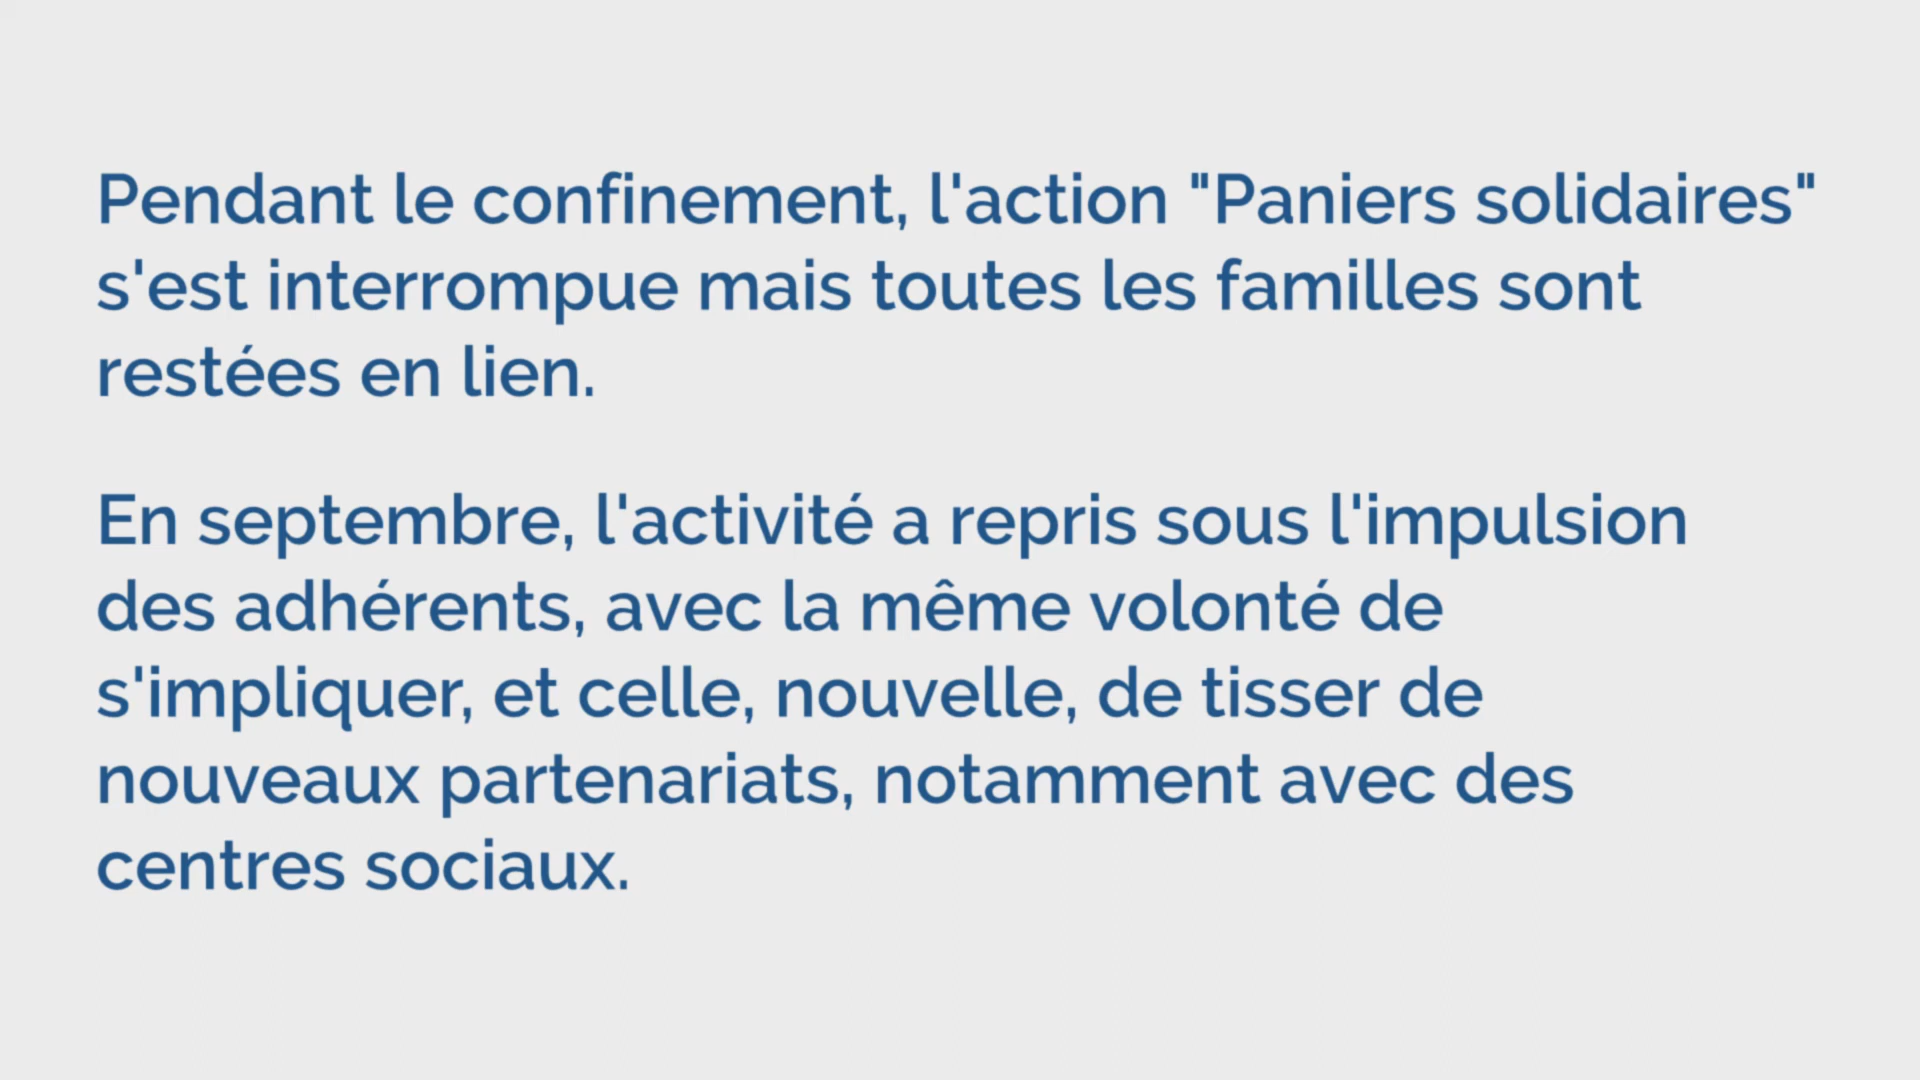 Pendant le confinement, l'action "Paniers solidaires"
s'est interrompue mais toutes les familles sont
restées en lien.
En septembre, l'activité a repris sous l'impulsion
des adhérents, avec la même volonté de
s'impliquer, et celle, nouvelle, de tisser de
nouveaux partenariats, notamment avec des
centres sociaux.